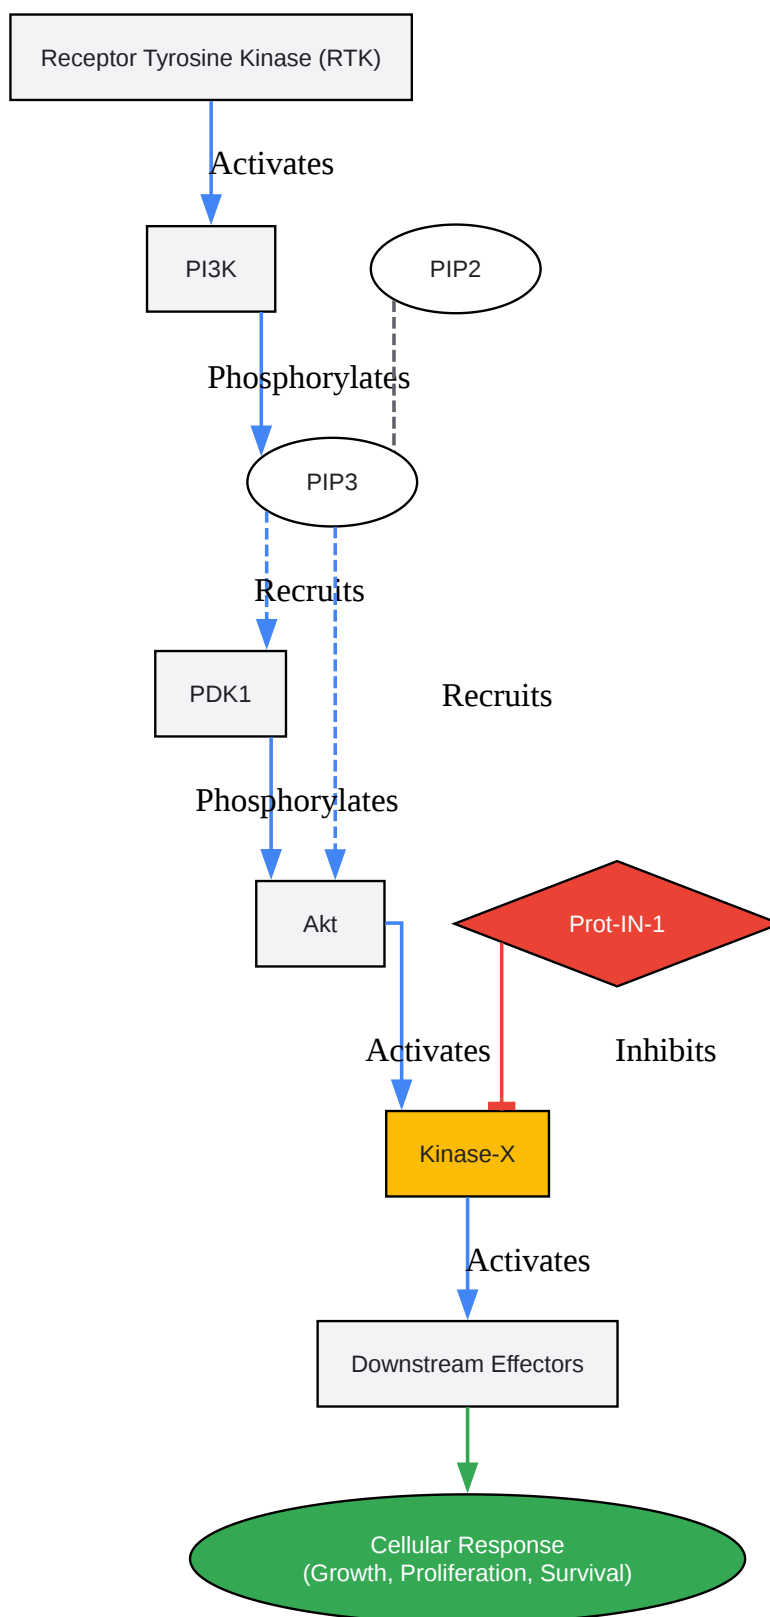 Receptor Tyrosine Kinase (RTK)
Activates
PI3K
PIP2
Phosphorylates
PIP3
Recruits
PDK1
Recruits
Phosphorylates
Akt
Prot-IN-1
Activates
Inhibits
Kinase-X
Activates
Downstream Effectors
Cellular Response
(Growth, Proliferation, Survival)